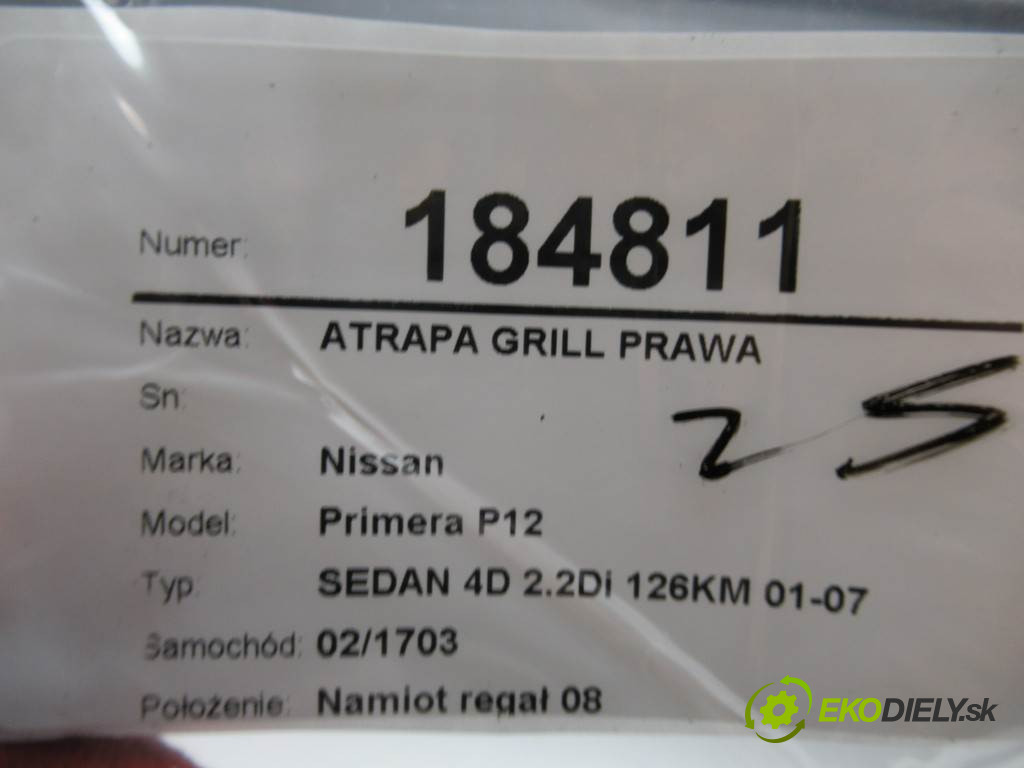 Numer: 184811
Nazwa: ATRAPA GRILL PRAWA
Sn:
25
Marka: Nissan
Model: Primera P12
Typ: SEDAN 4D 2.2Di 126KM 01-07
Samochód: 02/1703
Położenie: Namiot regał 08
EKODIELY.sk